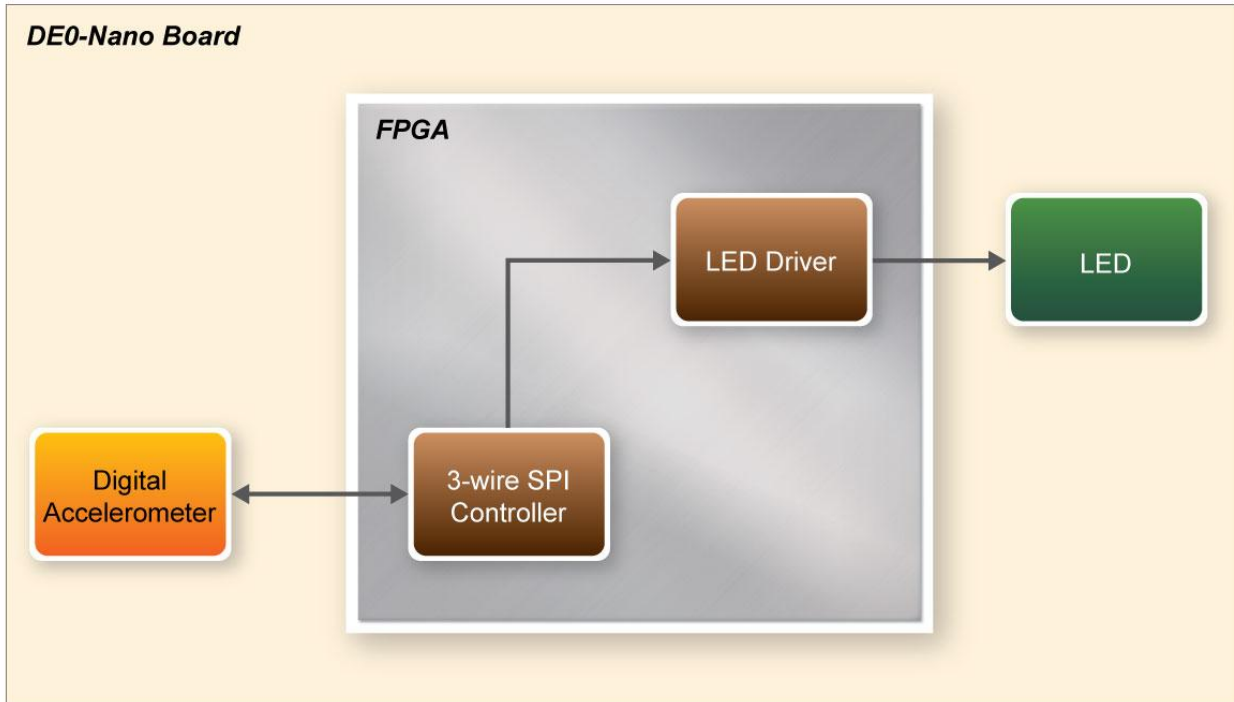 DE0-Nano Board
FPGA
LED Driver
LED
Digital
Accelerometer
3-wire SPI
Controller